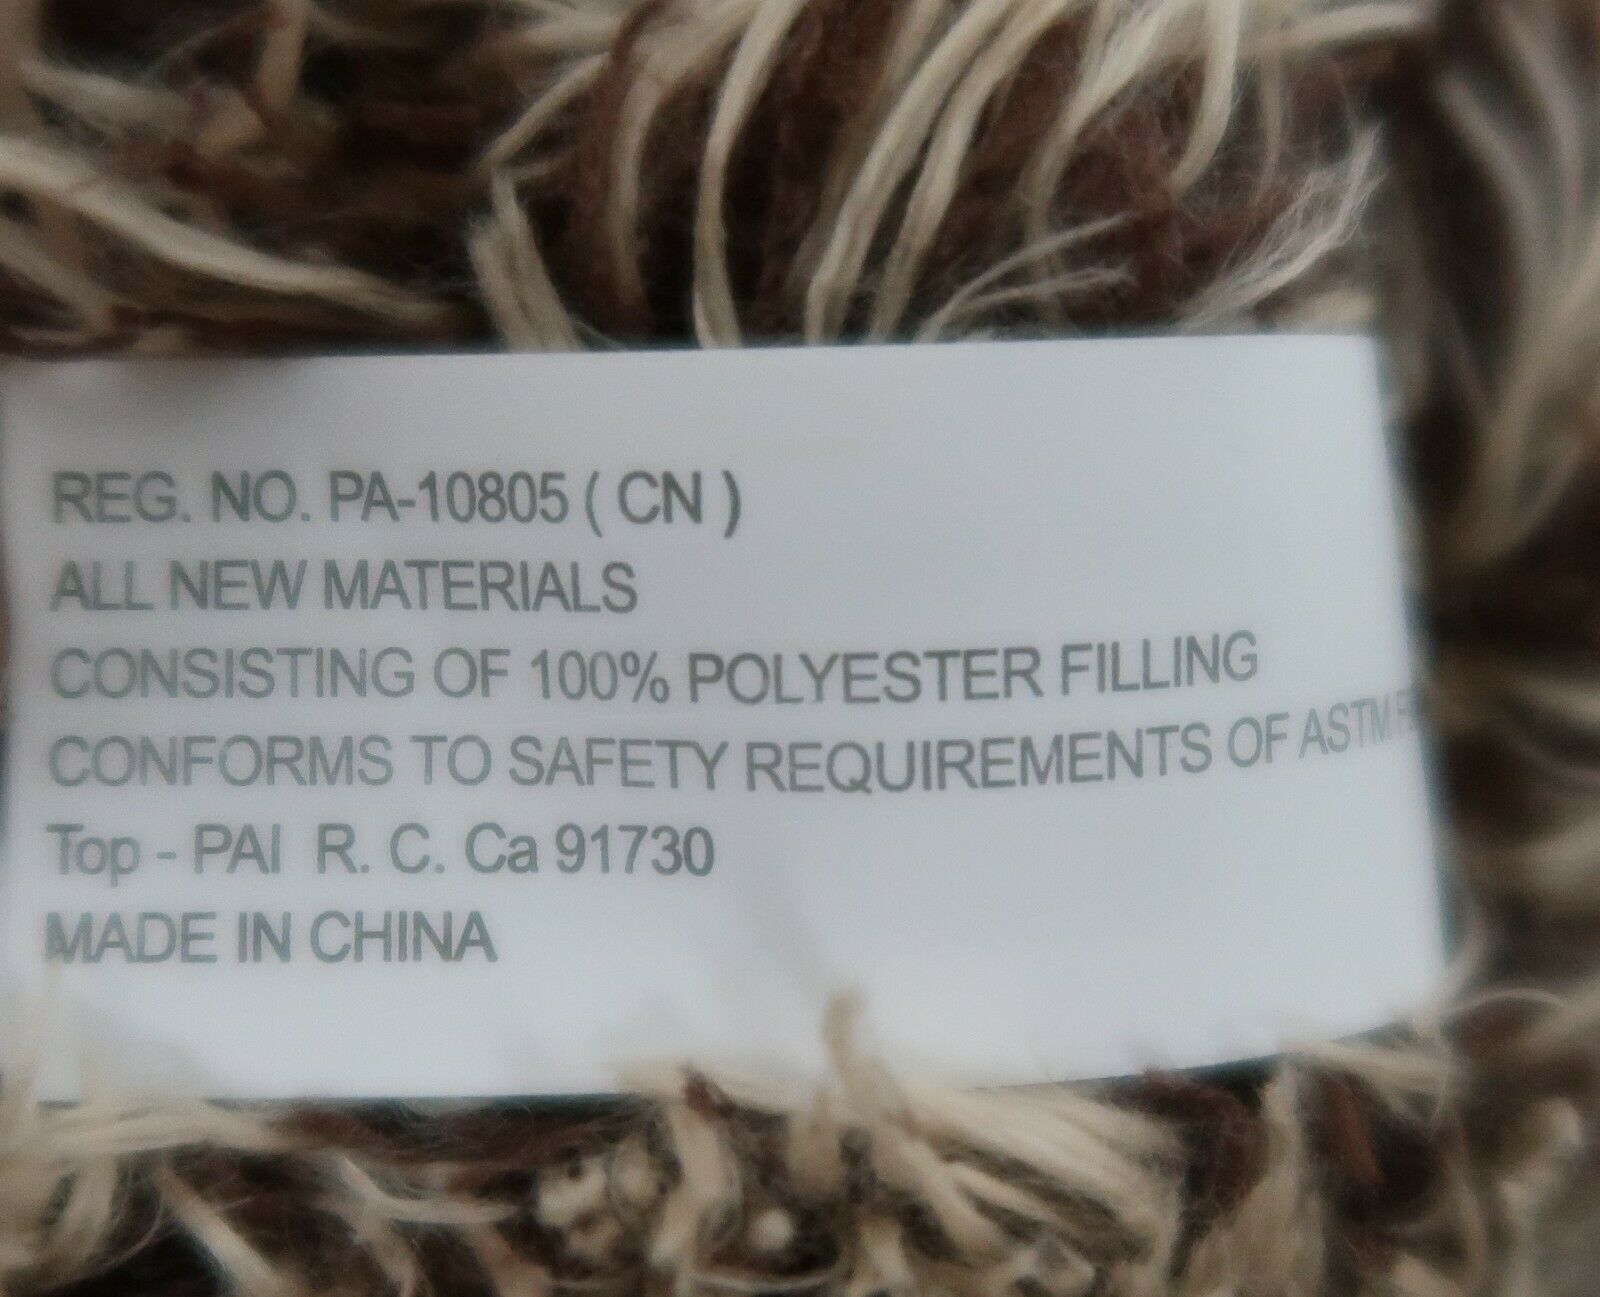 REG. NO. PA-10805 ( CN )
ALL NEW MATERIALS
CONSISTING OF 100% POLYESTER FILLING
CONFORMS TO SAFETY REQUIREMENTS OF ASTM
Top - PAI R. C. Ca 91730
MADE IN CHINA